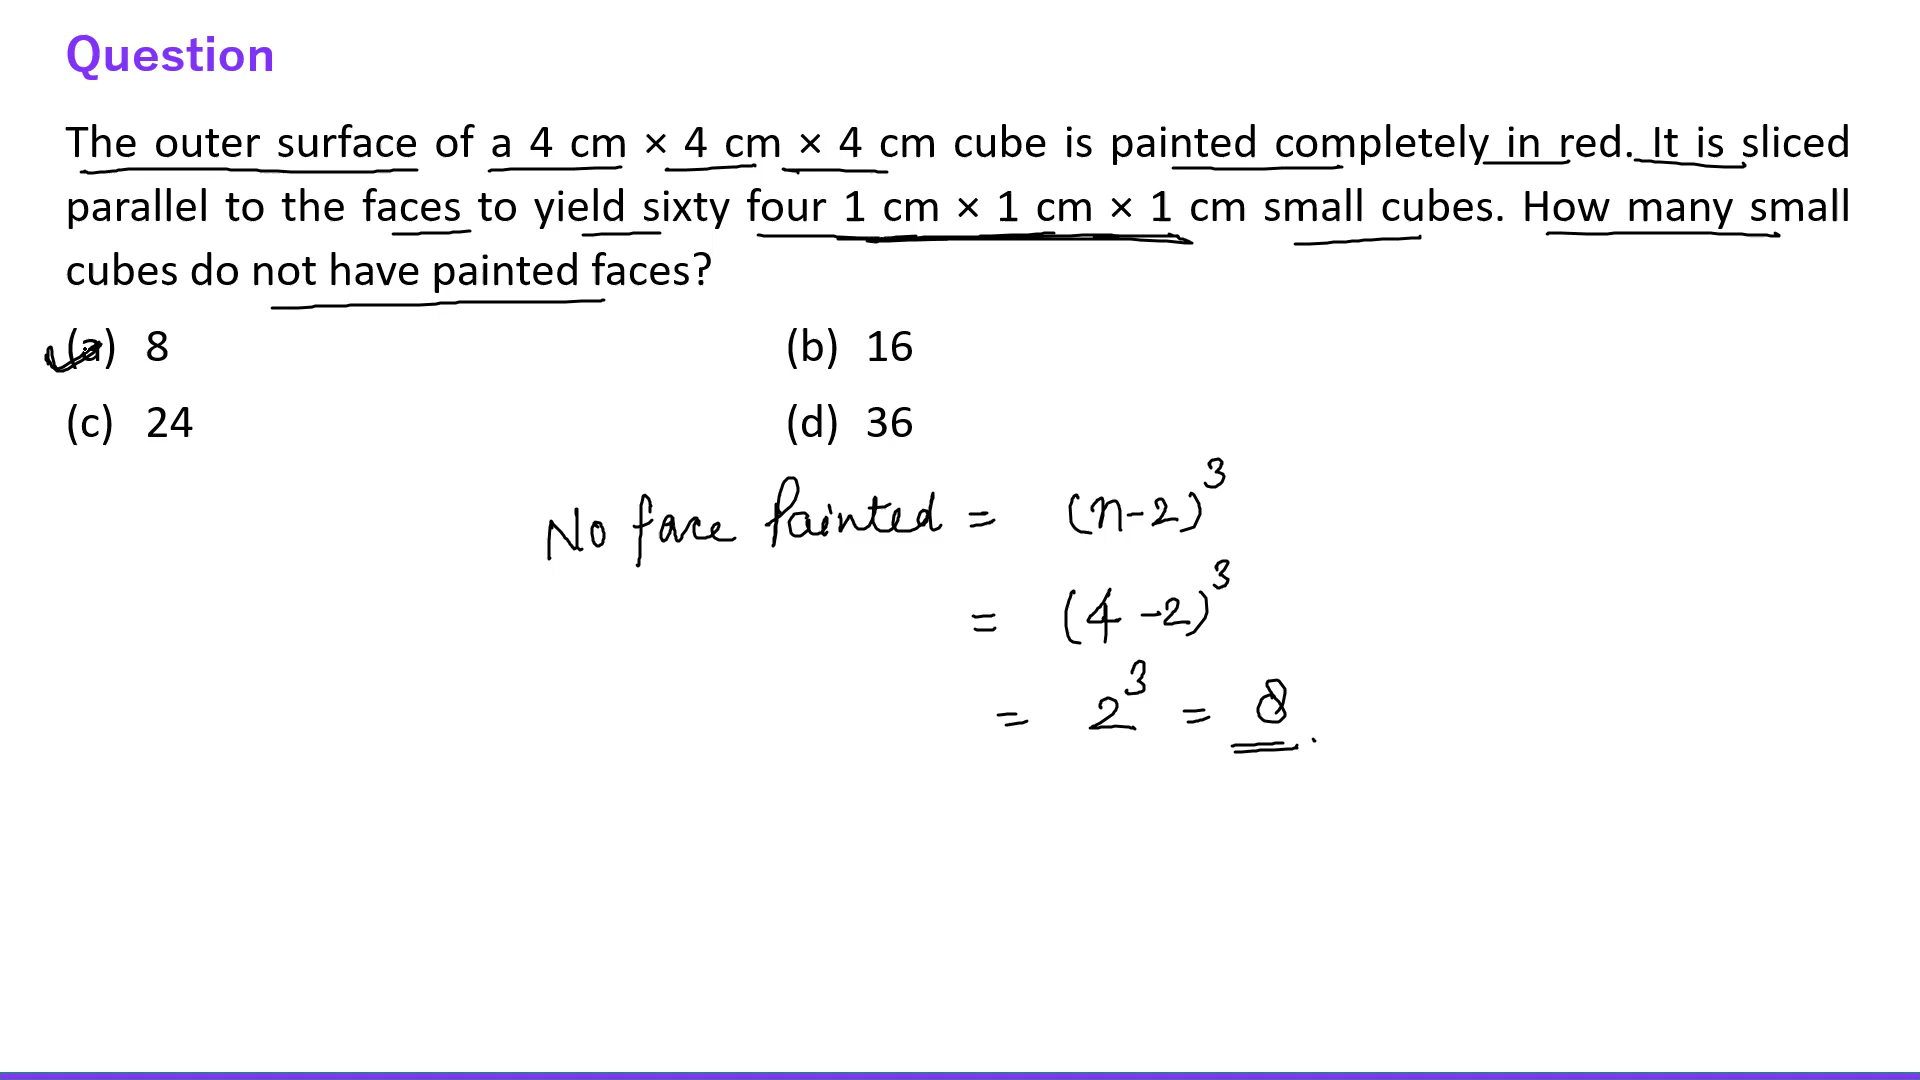 Question
The outer surface of a 4 cm × 4 cm × 4 cm cube is painted completely in red. It is sliced
parallel to the faces to yield sixty four 1 cm × 1 cm × 1 cm small cubes. How many small
cubes do not have painted faces?
(a) 8 (b) 16
(c) 24 (d) 36
No face Painted = (n-2)³
= (4-2)³
= 2³ = 8.